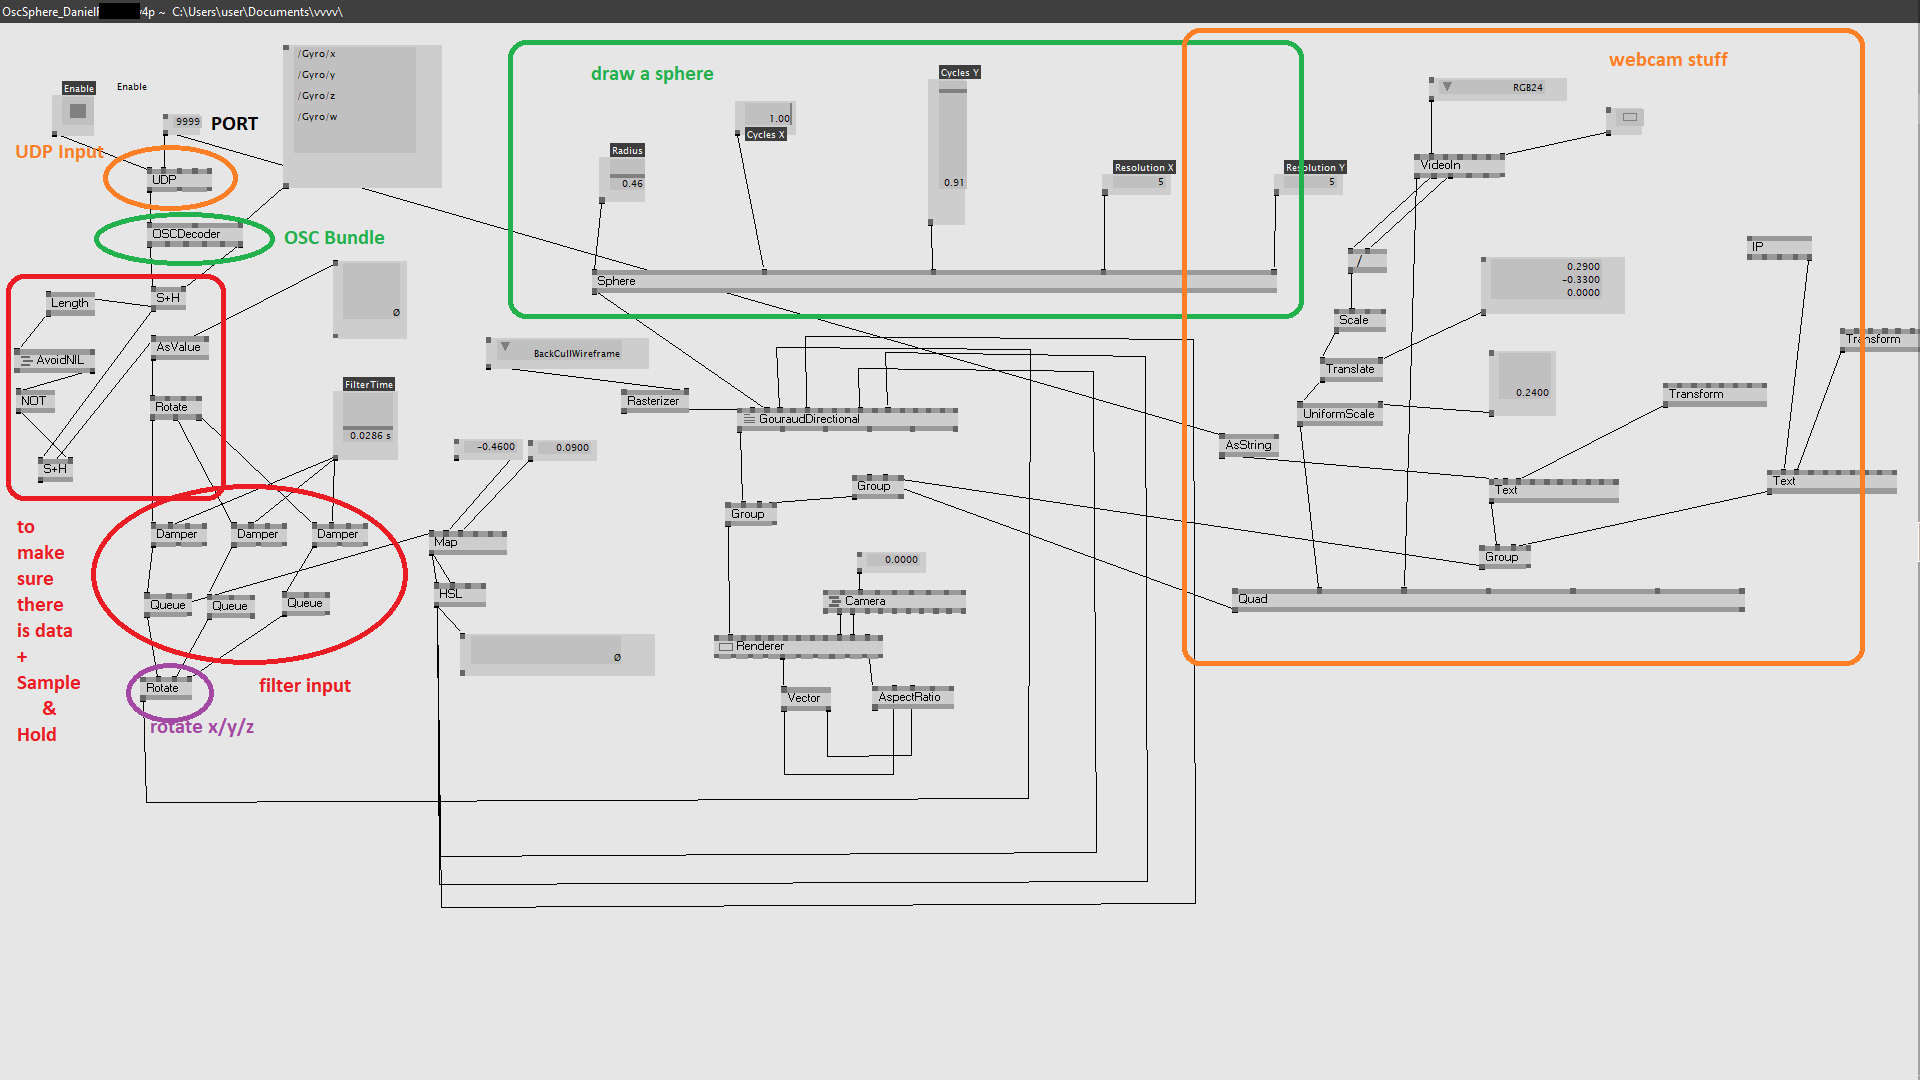 OscSphere_Daniel
v4p ~ C:\Users\user\Documents\vvvv\
/Gyro/x
/Gyro/y
/Gyro/z
/Gyro/w
Enable
Enable
9999
PORT
UDP Input
UDP
OSCDecoder
OSC Bundle
Length
S+H
AvoidNIL
AsValue
NOT
Rotate
S+H
Ø
FilterTime
0.0286 s
Damper
Damper
Damper
Queue
Queue
Queue
Rotate
filter input
rotate x/y/z
to
make
sure
there
is data
+
Sample
&
Hold
draw a sphere
Radius
0.46
1.00
Cycles X
Cycles Y
0.91
Resolution X
5
Resolution Y
5
Sphere
BackCullWireframe
Rasterizer
GouraudDirectional
-0.4600
0.0900
Map
HSL
Ø
Group
Group
0.0000
Camera
Renderer
Vector
AspectRatio
webcam stuff
RGB24
VideoIn
/
Scale
Translate
UniformScale
0.2900
-0.3300
0.0000
0.2400
IP
Transform
Transform
AsString
Text
Text
Group
Quad